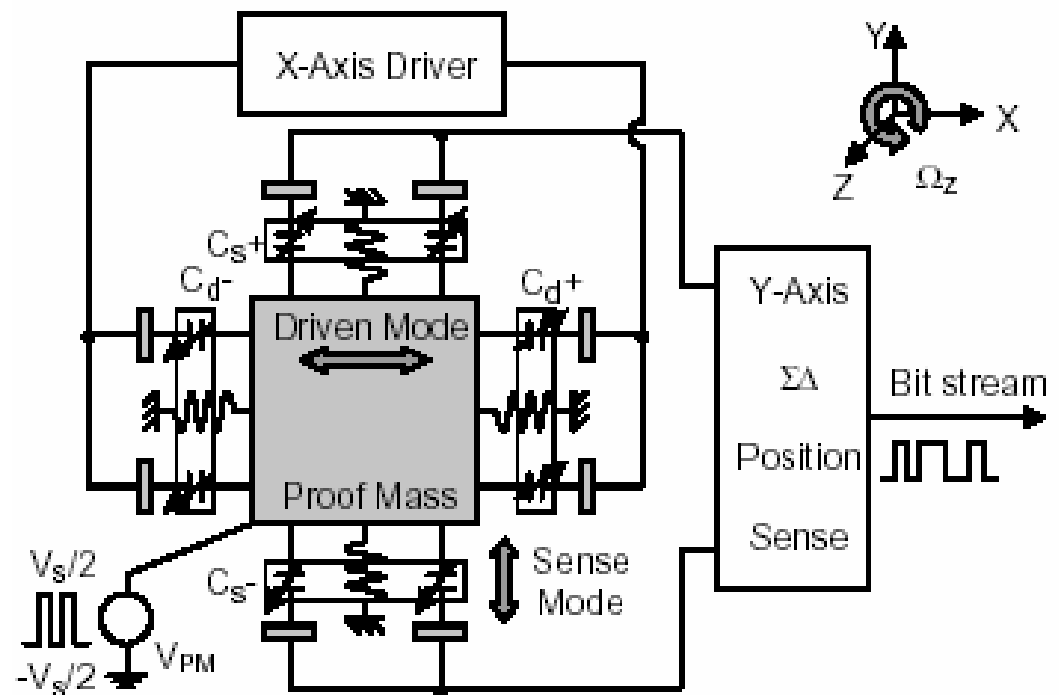 X-Axis Driver
Y
X
Z
Ωz
Cs+
Cd-
Cd+
Driven Mode
Proof Mass
Y-Axis
ΣΔ
Position
Sense
Bit stream
Cs-
Sense
Mode
Vs/2
-Vs/2
VPM